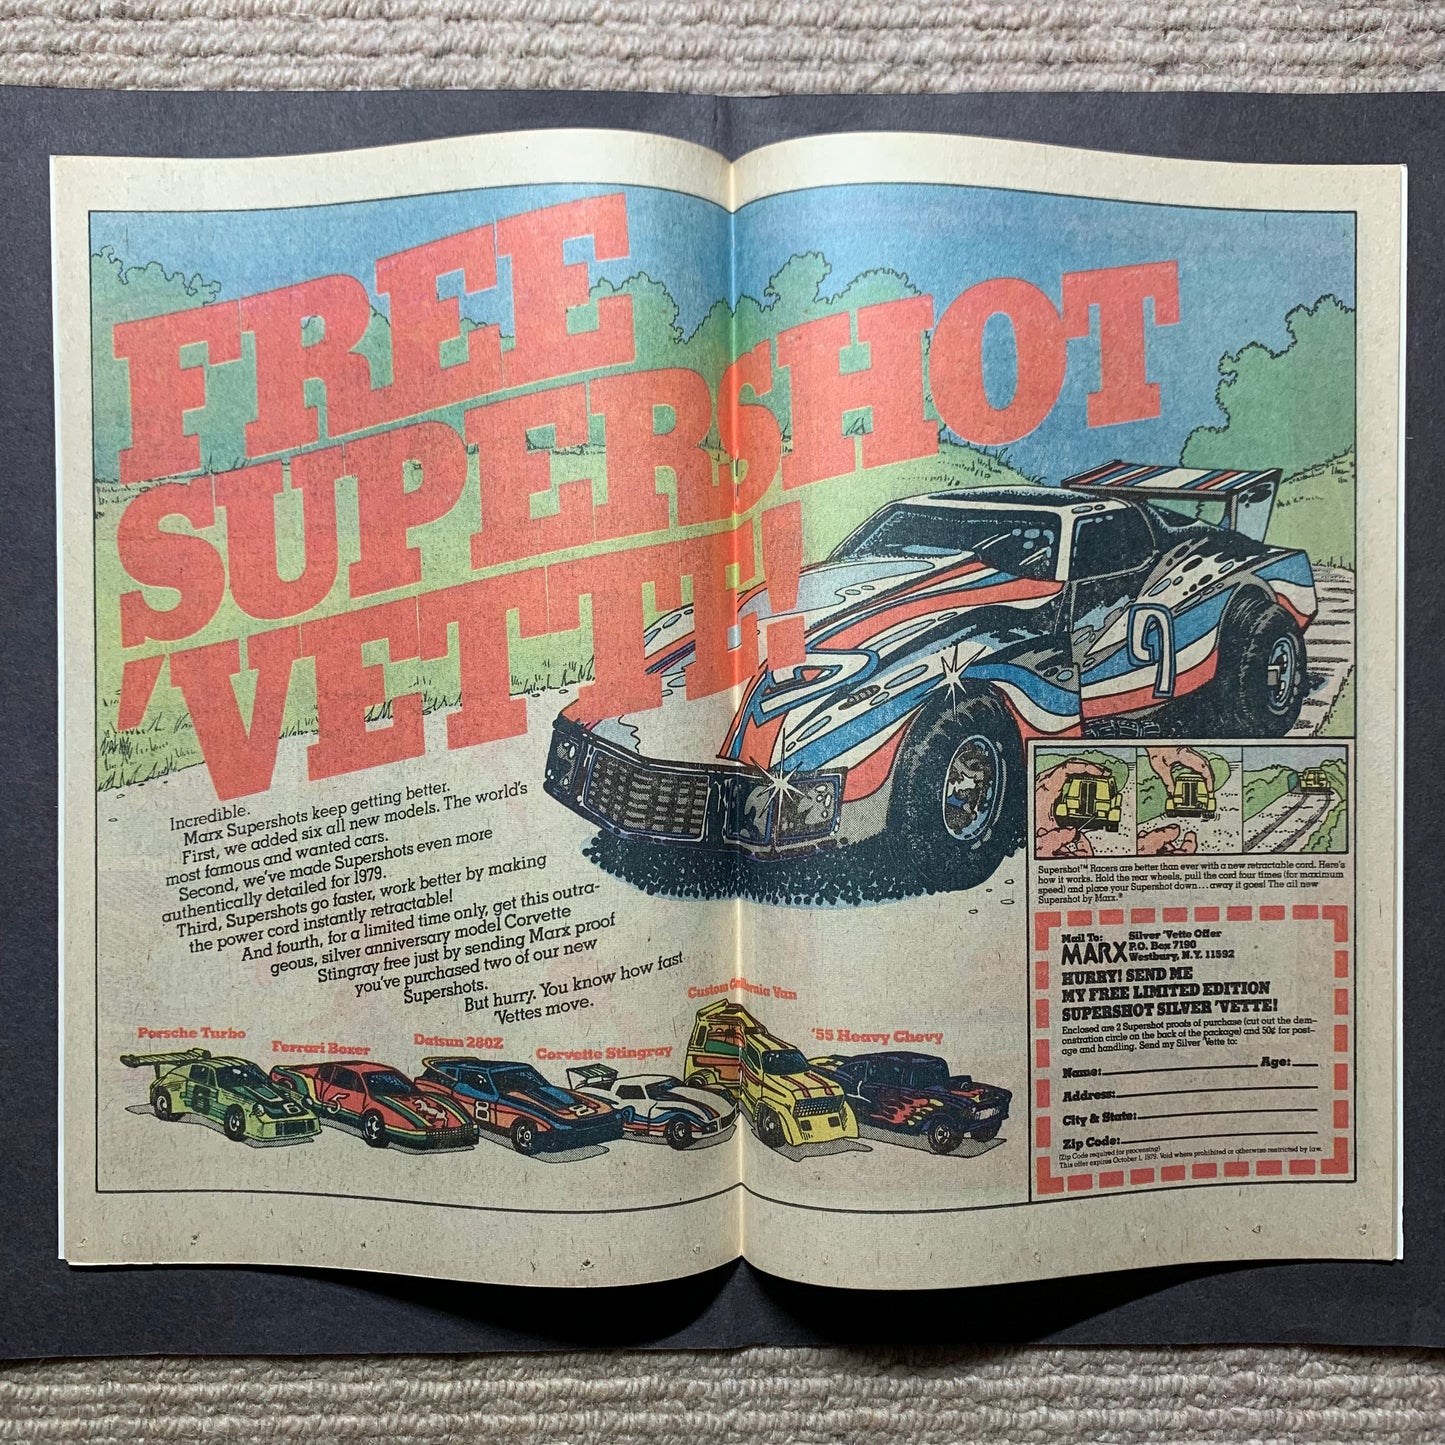 FREE
SUPERSHOT
'VETTE!
Incredible.
Marx Supershots keep getting better.
First, we added six all new models. The world's
most famous and wanted cars.
Second, we've made Supershots even more
authentically detailed for 1979.
Third, Supershots go faster, work better by making
the power cord instantly retractable!
And fourth, for a limited time only, get this outra-
geous, silver anniversary model Corvette
Stingray free just by sending Marx proof
you've purchased two of our new
Supershots.
But hurry. You know how fast
'Vettes move.
Porsche Turbo
Ferrari Boxer
Datsun 280Z
Corvette Stingray
Custom California Van
'55 Heavy Chevy
8
5
8
8
Supershot™ Racers are better than ever with a new retractable cord. Here's
how it works. Hold the rear wheels, pull the cord four times (for maximum
speed) and place your Supershot down...away it goes! The all new
Supershot by Marx.®
Mail To: Silver 'Vette Offer
MARX P.O. Box 7190
Westbury, N.Y. 11592
HURRY! SEND ME
MY FREE LIMITED EDITION
SUPERSHOT SILVER 'VETTE!
Enclosed are 2 Supershot proofs of purchase (cut out the dem-
onstration circle on the back of the package) and 50¢ for post-
age and handling. Send my Silver 'Vette to:
Name: Age:
Address:
City & State:
Zip Code:
(Zip Code required for processing)
This offer expires October 1, 1979. Void where prohibited or otherwise restricted by law.